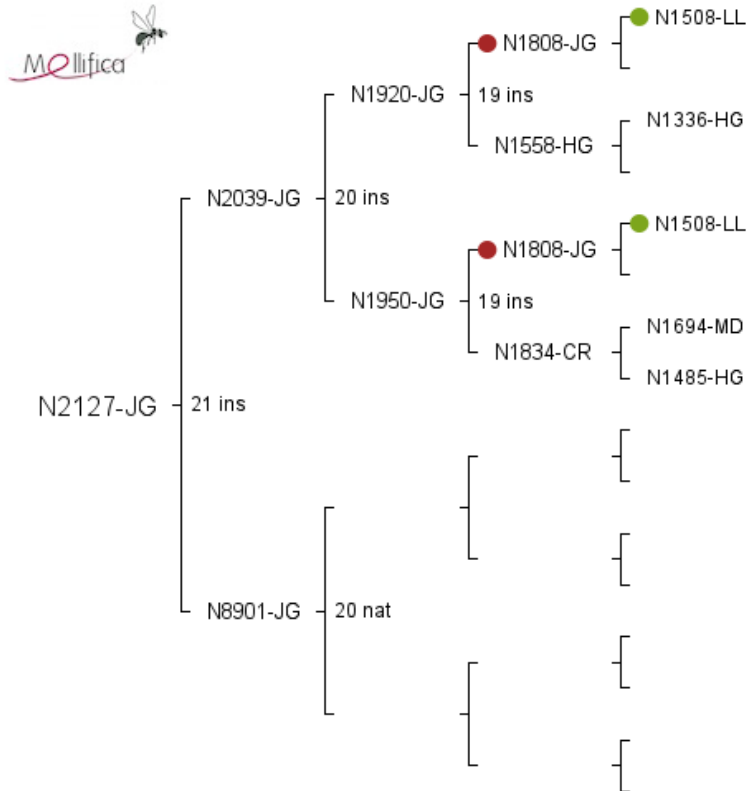 Mellifica
N1508-LL
N1808-JG
N1920-JG
19 ins
N1336-HG
N1558-HG
N2039-JG
20 ins
N1508-LL
N1808-JG
N1950-JG
19 ins
N1694-MD
N1834-CR
N1485-HG
N2127-JG
21 ins
N8901-JG
20 nat